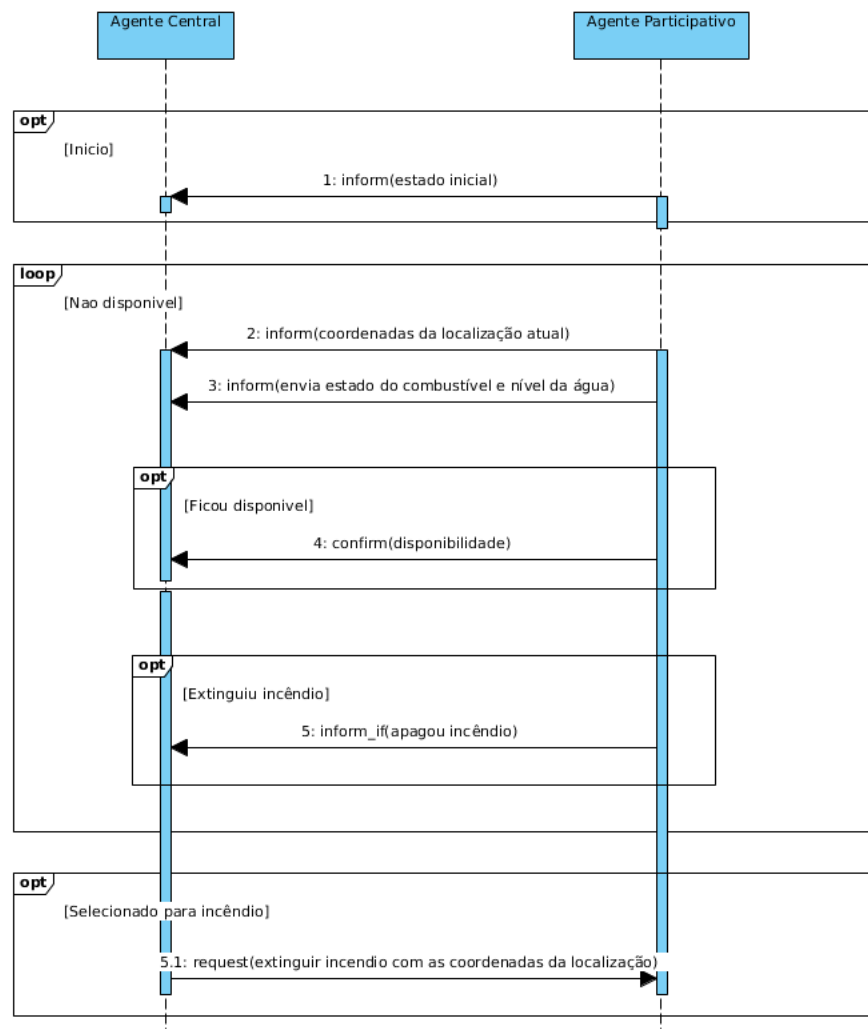 Agente Central
Agente Participativo
opt
[Inicio]
1: inform(estado inicial)
loop
[Nao disponivel]
2: inform(coordenadas da localização atual)
3: inform(envia estado do combustível e nível da água)
opt
[Ficou disponivel]
4: confirm(disponibilidade)
opt
[Extinguiu incêndio]
5: inform_if(apagou incêndio)
opt
[Selecionado para incêndio]
5.1: request(extinguir incendio com as coordenadas da localização)